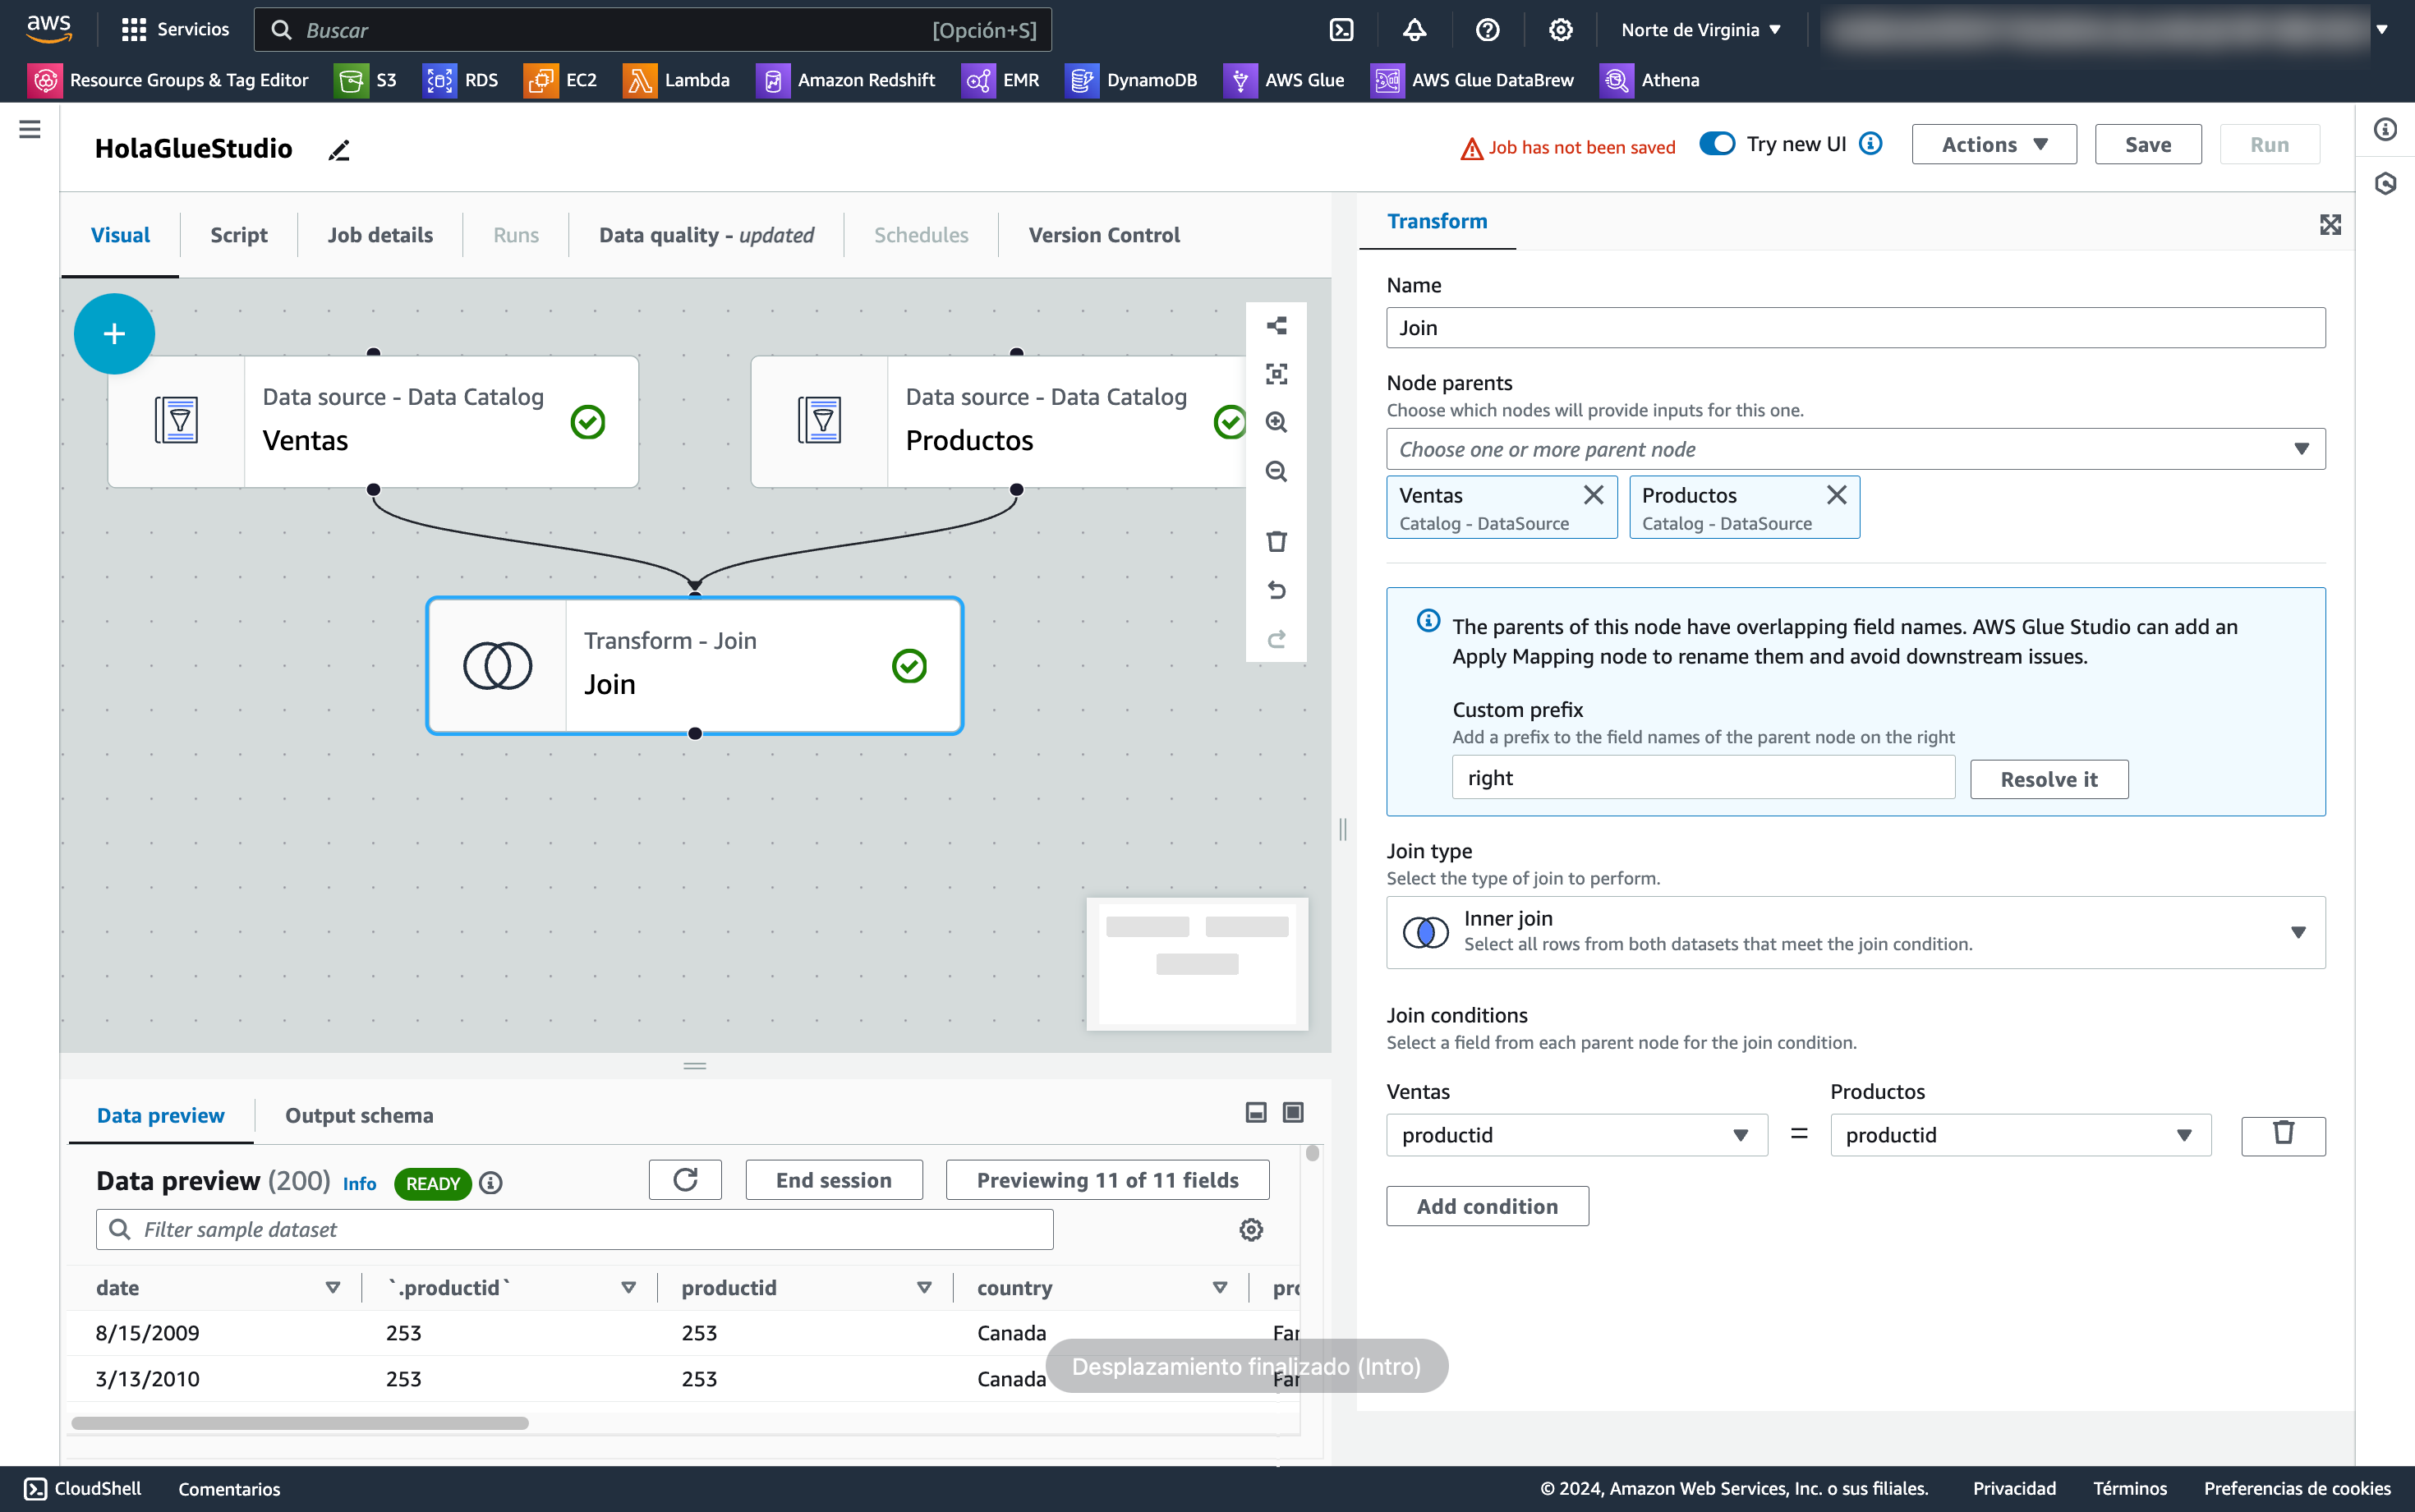 aws
Servicios
Buscar
[Opción+S]
Norte de Virginia
Resource Groups & Tag Editor
S3
RDS
EC2
Lambda
Amazon Redshift
EMR
DynamoDB
AWS Glue
AWS Glue DataBrew
Athena
HolaGlueStudio
Job has not been saved
Try new UI
Actions
Save
Run
Visual
Script
Job details
Runs
Data quality - updated
Schedules
Version Control
Data source - Data Catalog
Ventas
Data source - Data Catalog
Productos
Transform - Join
Join
Transform
Name
Join
Node parents
Choose which nodes will provide inputs for this one.
Choose one or more parent node
Ventas
Catalog - DataSource
Productos
Catalog - DataSource
The parents of this node have overlapping field names. AWS Glue Studio can add an
Apply Mapping node to rename them and avoid downstream issues.
Custom prefix
Add a prefix to the field names of the parent node on the right
right
Resolve it
Join type
Select the type of join to perform.
Inner join
Select all rows from both datasets that meet the join condition.
Join conditions
Select a field from each parent node for the join condition.
Ventas
Productos
productid
=
productid
Add condition
Data preview
Output schema
Data preview (200)
Info
READY
End session
Previewing 11 of 11 fields
Filter sample dataset
date
`.productid`
productid
country
8/15/2009
253
253
Canada
3/13/2010
253
253
Canada
Desplazamiento finalizado (Intro)
CloudShell
Comentarios
© 2024, Amazon Web Services, Inc. o sus filiales.
Privacidad
Términos
Preferencias de cookies